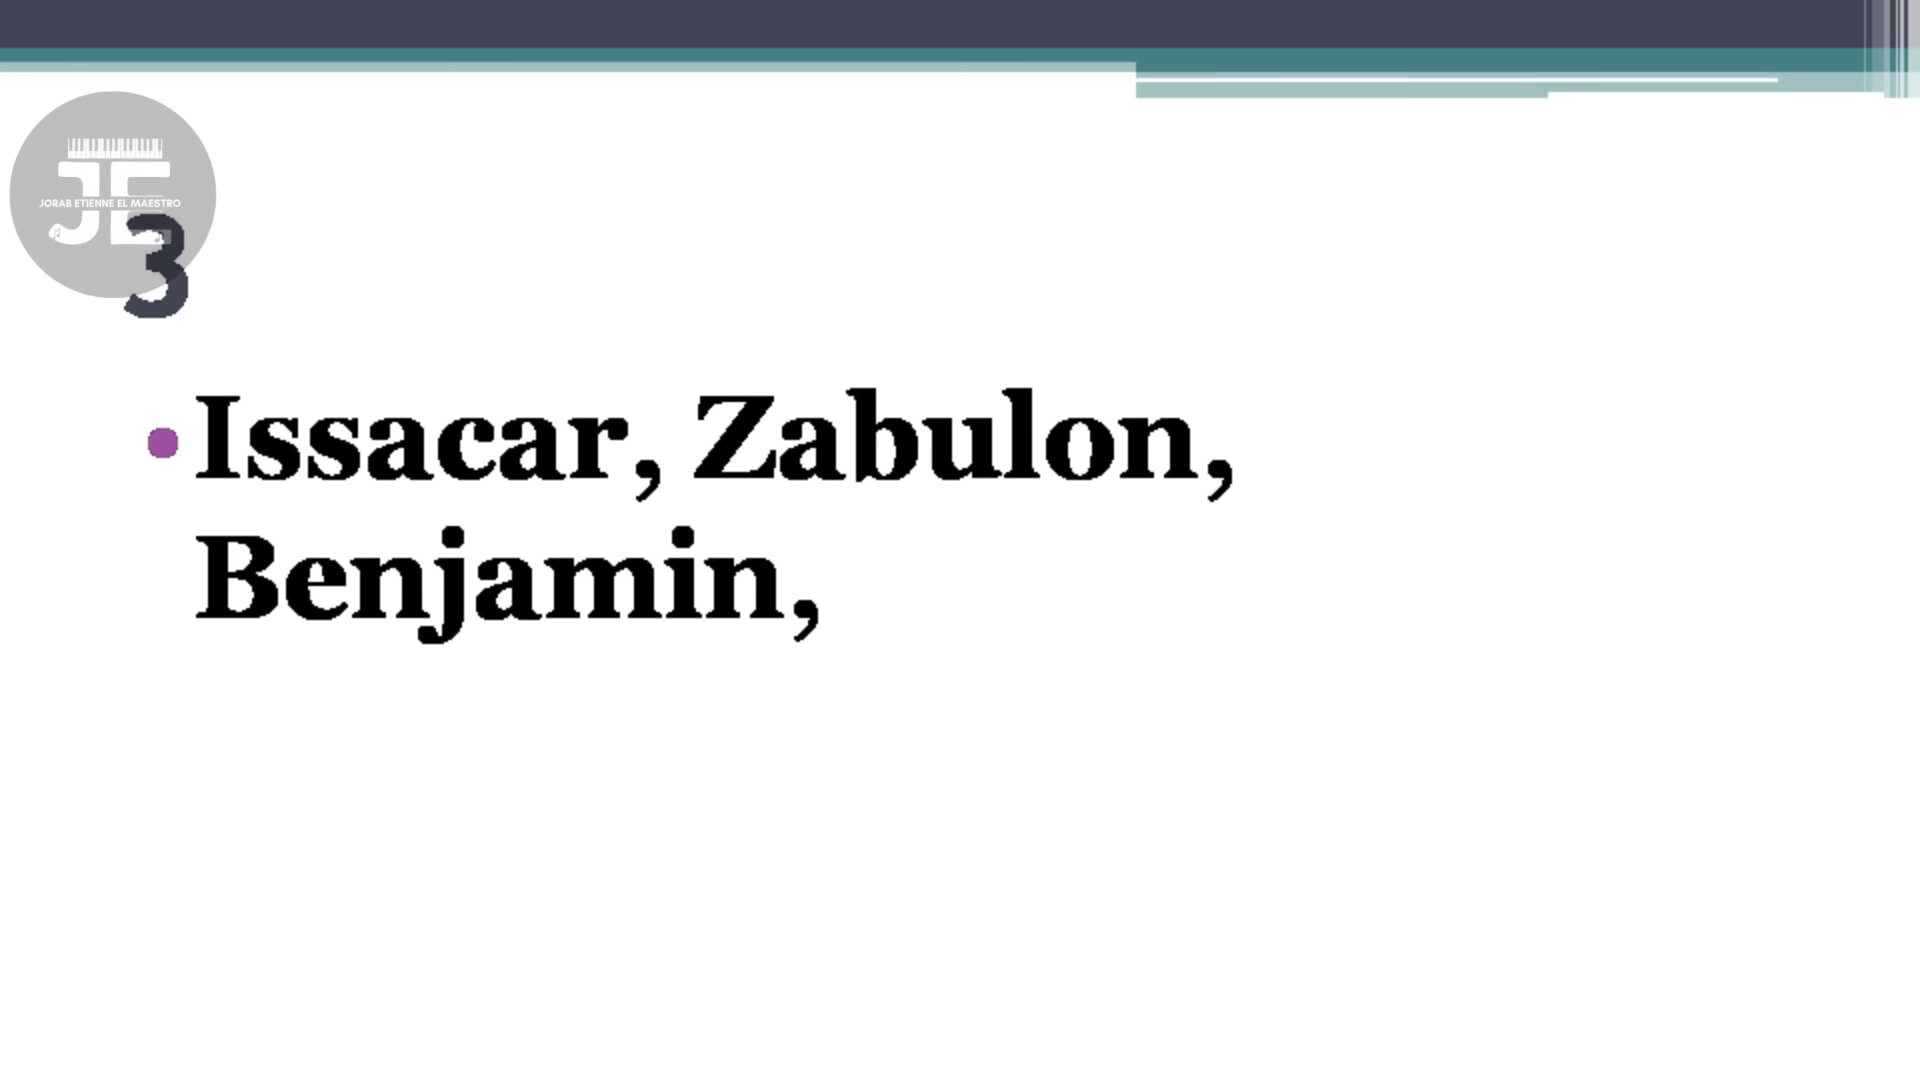 JE
JORAB ETIENNE EL MAESTRO
3
Issacar, Zabulon,
Benjamin,